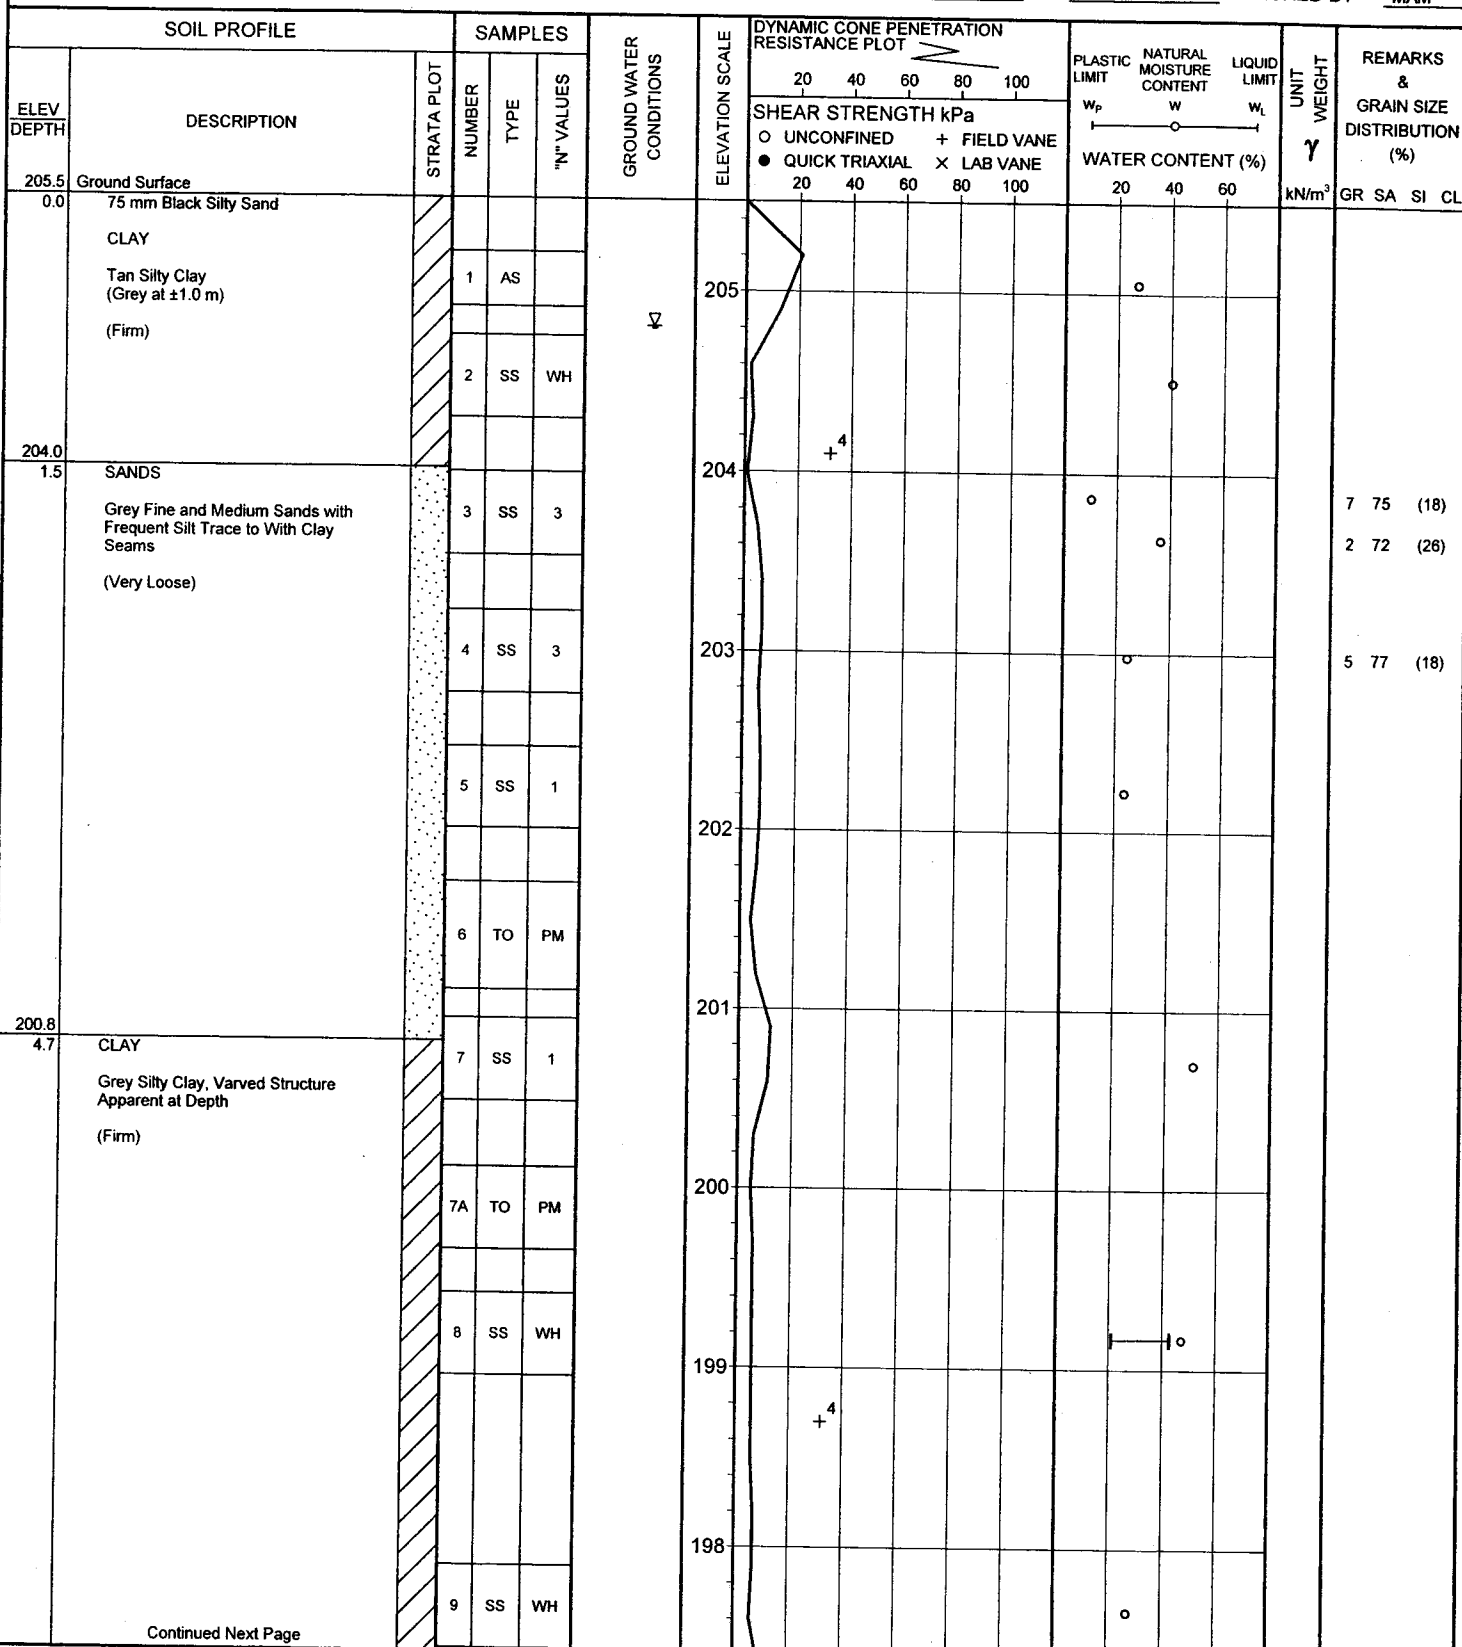 MAM
SOIL PROFILE
SAMPLES
ELEV
DEPTH
DESCRIPTION
STRATA PLOT
NUMBER
TYPE
"N" VALUES
GROUND WATER
CONDITIONS
ELEVATION SCALE
DYNAMIC CONE PENETRATION
RESISTANCE PLOT
20 40 60 80 100
SHEAR STRENGTH kPa
O UNCONFINED + FIELD VANE
● QUICK TRIAXIAL × LAB VANE
20 40 60 80 100
PLASTIC LIMIT
NATURAL MOISTURE CONTENT
LIQUID LIMIT
WP W WL
WATER CONTENT (%)
20 40 60
UNIT WEIGHT
γ
kN/m³
REMARKS
&
GRAIN SIZE
DISTRIBUTION
(%)
GR SA SI CL
205.5 Ground Surface
0.0 75 mm Black Silty Sand
CLAY
Tan Silty Clay
(Grey at ±1.0 m)
(Firm)
1 AS
205
2 SS WH
4
204.0
204
1.5 SANDS
Grey Fine and Medium Sands with
Frequent Silt Trace to With Clay
Seams
(Very Loose)
3 SS 3
7 75 (18)
2 72 (26)
4 SS 3
203
5 77 (18)
5 SS 1
202
6 TO PM
201
200.8
4.7 CLAY
Grey Silty Clay, Varved Structure
Apparent at Depth
(Firm)
7 SS 1
200
7A TO PM
8 SS WH
199
4
198
9 SS WH
Continued Next Page